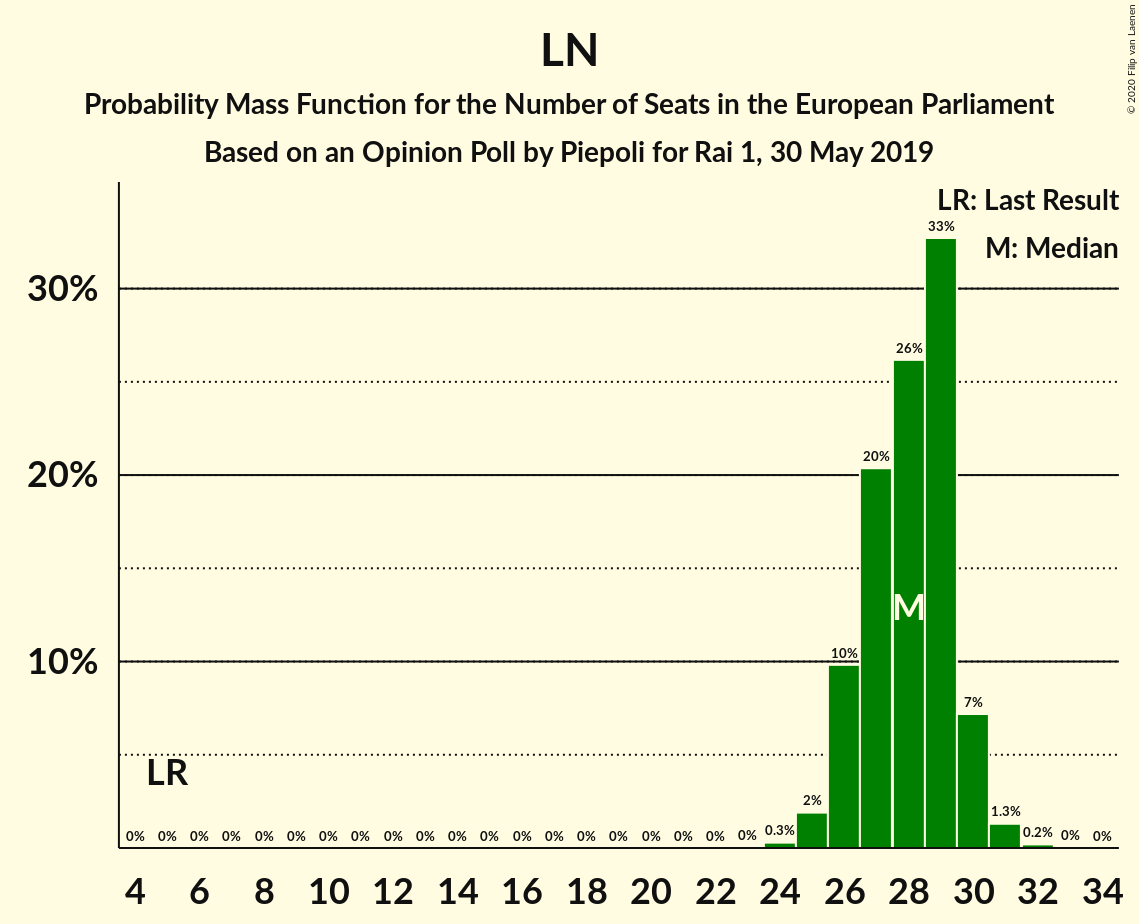 LN
Probability Mass Function for the Number of Seats in the European Parliament
Based on an Opinion Poll by Piepoli for Rai 1, 30 May 2019
© 2020 Filip van Laenen
LR: Last Result
M: Median
33%
30%
26%
20%
20%
M
10%
10%
7%
LR
2%
1.3%
0% 0% 0% 0% 0% 0% 0% 0% 0% 0% 0% 0% 0% 0% 0% 0% 0% 0% 0% 0% 0.3% 0.2% 0% 0%
4 6 8 10 12 14 16 18 20 22 24 26 28 30 32 34